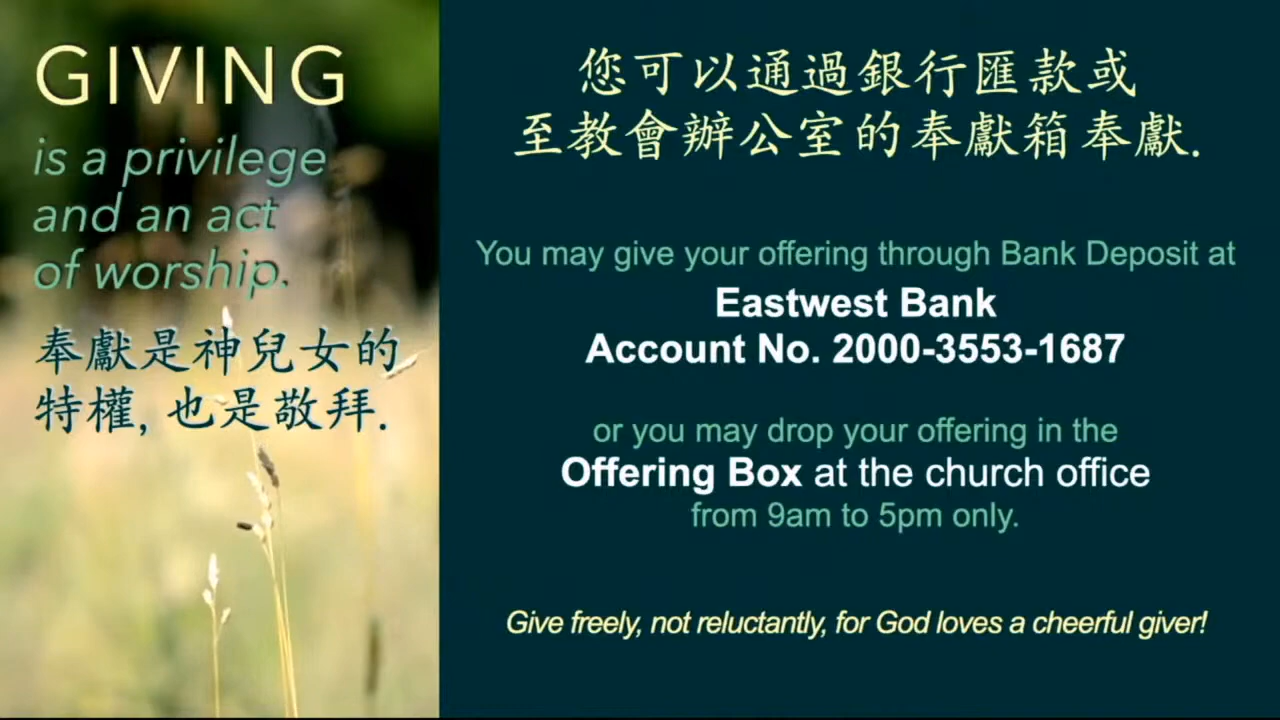 GIVING
is a privilege
and an act
of worship.
奉獻是神兒女的
特權, 也是敬拜.
您可以通過銀行匯款或
至教會辦公室的奉獻箱奉獻.
You may give your offering through Bank Deposit at
Eastwest Bank
Account No. 2000-3553-1687
or you may drop your offering in the
Offering Box at the church office
from 9am to 5pm only.
Give freely, not reluctantly, for God loves a cheerful giver!